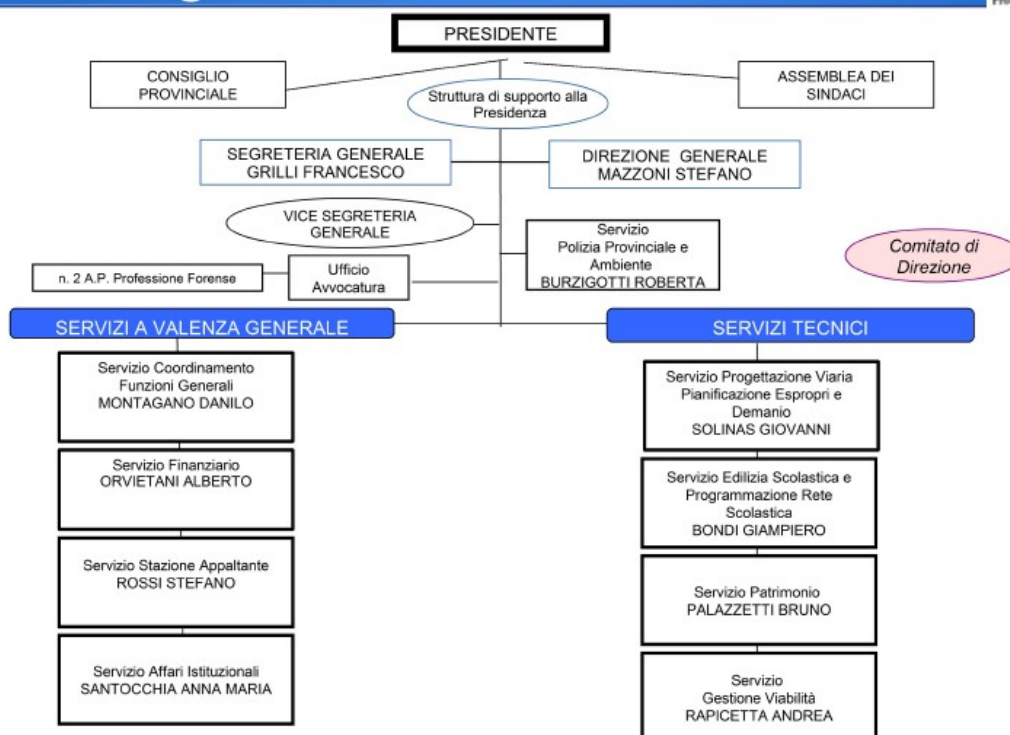 PRESIDENTE
CONSIGLIO
PROVINCIALE
ASSEMBLEA DEI
SINDACI
Struttura di supporto alla
Presidenza
SEGRETERIA GENERALE
GRILLI FRANCESCO
DIREZIONE GENERALE
MAZZONI STEFANO
VICE SEGRETERIA
GENERALE
Servizio
Polizia Provinciale e
Ambiente
BURZIGOTTI ROBERTA
Comitato di
Direzione
n. 2 A.P. Professione Forense
Ufficio
Avvocatura
SERVIZI A VALENZA GENERALE
SERVIZI TECNICI
Servizio Coordinamento
Funzioni Generali
MONTAGANO DANILO
Servizio Finanziario
ORVIETANI ALBERTO
Servizio Stazione Appaltante
ROSSI STEFANO
Servizio Affari Istituzionali
SANTOCCHIA ANNA MARIA
Servizio Progettazione Viaria
Pianificazione Espropri e
Demanio
SOLINAS GIOVANNI
Servizio Edilizia Scolastica e
Programmazione Rete
Scolastica
BONDI GIAMPIERO
Servizio Patrimonio
PALAZZETTI BRUNO
Servizio
Gestione Viabilità
RAPICETTA ANDREA